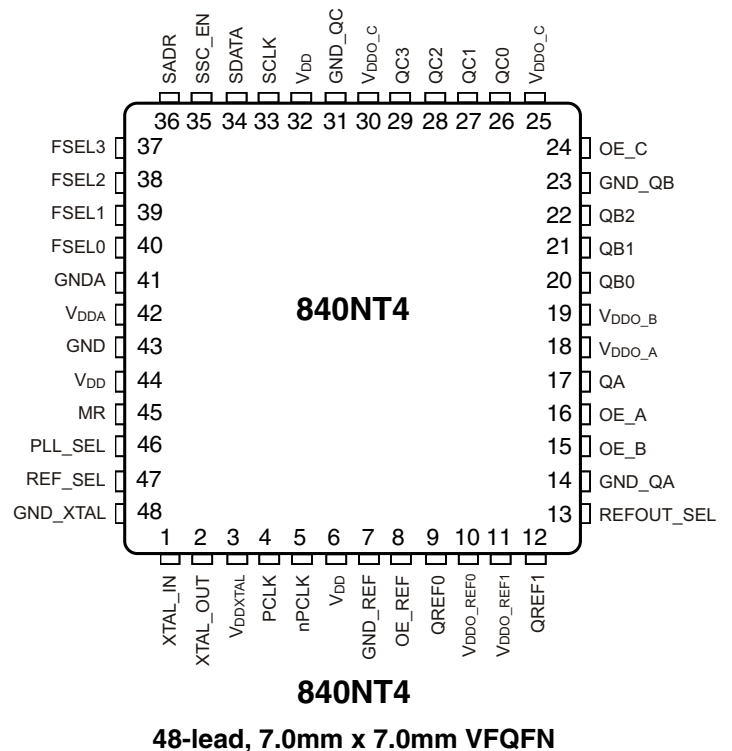 SADR SSC_EN SDATA SCLK VDD GND_QC VDDO_C QC3 QC2 QC1 QC0 VDDO_C
36 35 34 33 32 31 30 29 28 27 26 25
FSEL3 37 24 OE_C
FSEL2 38 23 GND_QB
FSEL1 39 22 QB2
FSEL0 40 21 QB1
GNDA 41 20 QB0
VDDA 42 840NT4 19 VDDO_B
GND 43 18 VDDO_A
VDD 44 17 QA
MR 45 16 OE_A
PLL_SEL 46 15 OE_B
REF_SEL 47 14 GND_QA
GND_XTAL 48 13 REFOUT_SEL
1 2 3 4 5 6 7 8 9 10 11 12
XTAL_IN XTAL_OUT VDDXTAL PCLK nPCLK VDD GND_REF OE_REF QREF0 VDDO_REF0 VDDO_REF1 QREF1
840NT4
48-lead, 7.0mm x 7.0mm VFQFN